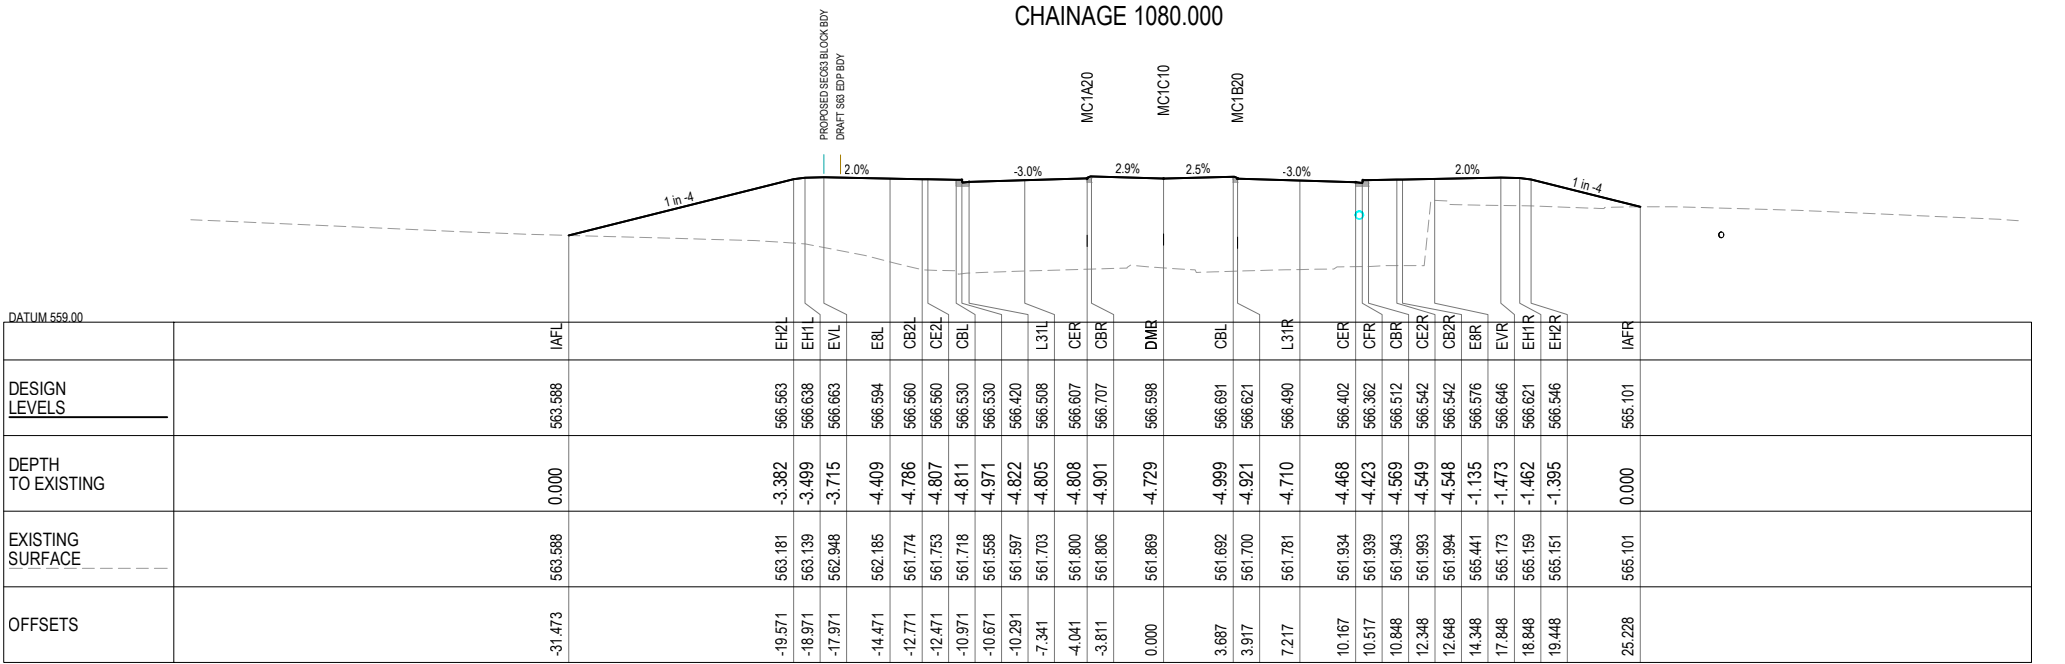 CHAINAGE 1080.000
PROPOSED SEC63 BLOCK BDY
DRAFT S63 EDP BDY
MC1A20
MC1C10
MC1B20
1 in -4
2.0%
-3.0%
2.9%
2.5%
-3.0%
2.0%
1 in -4
DATUM 559.00
IAFL EH2L EH1L EVL E8L CB2L CE2L CBL L31L CER CBR DMB CBL L31R CER CFR CBR CE2R CB2R E8R EVR EH1R EH2R IAFR
DESIGN
LEVELS
563.588 566.563 566.638 566.663 566.594 566.560 566.560 566.530 566.530 566.420 566.508 566.607 566.707 566.598 566.691 566.621 566.490 566.402 566.362 566.512 566.542 566.542 566.576 566.646 566.621 566.546 565.101
DEPTH
TO EXISTING
0.000 -3.382 -3.499 -3.715 -4.409 -4.786 -4.807 -4.811 -4.971 -4.822 -4.805 -4.808 -4.901 -4.729 -4.999 -4.921 -4.710 -4.468 -4.423 -4.569 -4.549 -4.548 -1.135 -1.473 -1.462 -1.395 0.000
EXISTING
SURFACE
563.588 563.181 563.139 562.948 562.185 561.774 561.753 561.718 561.558 561.597 561.703 561.800 561.806 561.869 561.692 561.700 561.781 561.934 561.939 561.943 561.993 561.994 565.441 565.173 565.159 565.151 565.101
OFFSETS
-31.473 -19.571 -18.971 -17.971 -14.471 -12.771 -12.471 -10.971 -10.671 -10.291 -7.341 -4.041 -3.811 0.000 3.687 3.917 7.217 10.167 10.517 10.848 12.348 12.648 14.348 17.848 18.848 19.448 25.228